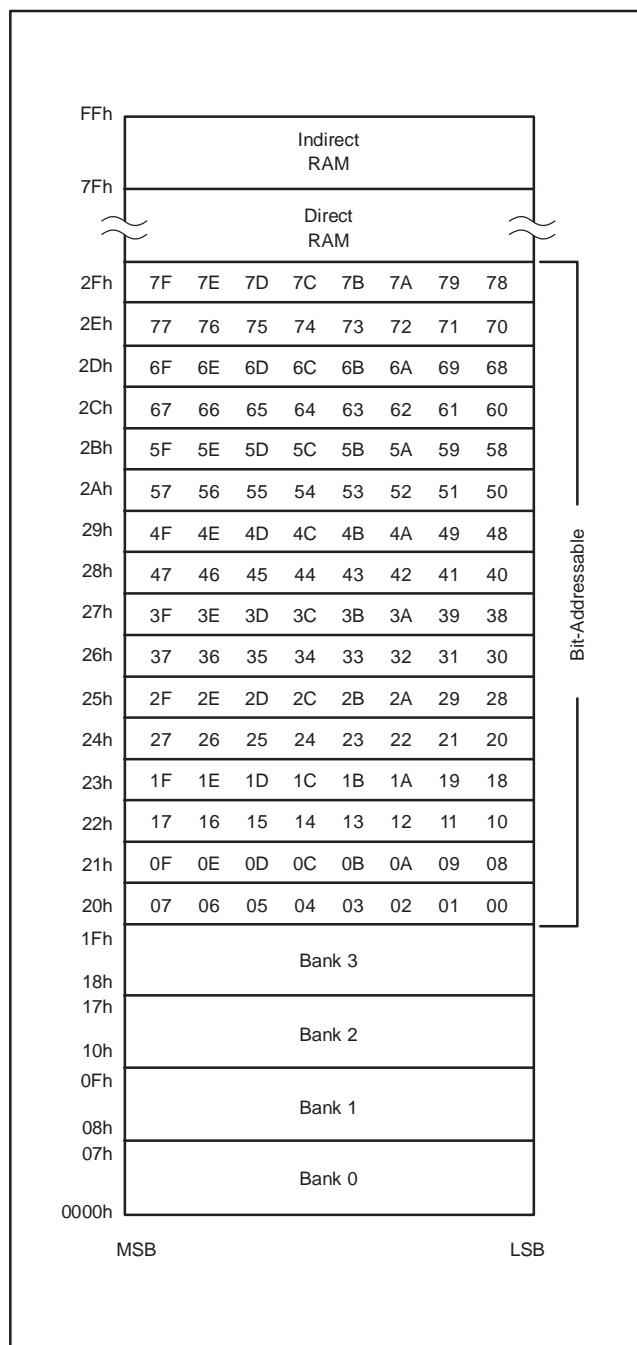 FFh
Indirect
RAM
7Fh
Direct
RAM
2Fh 7F 7E 7D 7C 7B 7A 79 78
2Eh 77 76 75 74 73 72 71 70
2Dh 6F 6E 6D 6C 6B 6A 69 68
2Ch 67 66 65 64 63 62 61 60
2Bh 5F 5E 5D 5C 5B 5A 59 58
2Ah 57 56 55 54 53 52 51 50
29h 4F 4E 4D 4C 4B 4A 49 48
28h 47 46 45 44 43 42 41 40
27h 3F 3E 3D 3C 3B 3A 39 38
26h 37 36 35 34 33 32 31 30
25h 2F 2E 2D 2C 2B 2A 29 28
24h 27 26 25 24 23 22 21 20
23h 1F 1E 1D 1C 1B 1A 19 18
22h 17 16 15 14 13 12 11 10
21h 0F 0E 0D 0C 0B 0A 09 08
20h 07 06 05 04 03 02 01 00
Bit-Addressable
1Fh
Bank 3
18h
17h
Bank 2
10h
0Fh
Bank 1
08h
07h
Bank 0
0000h
MSB LSB